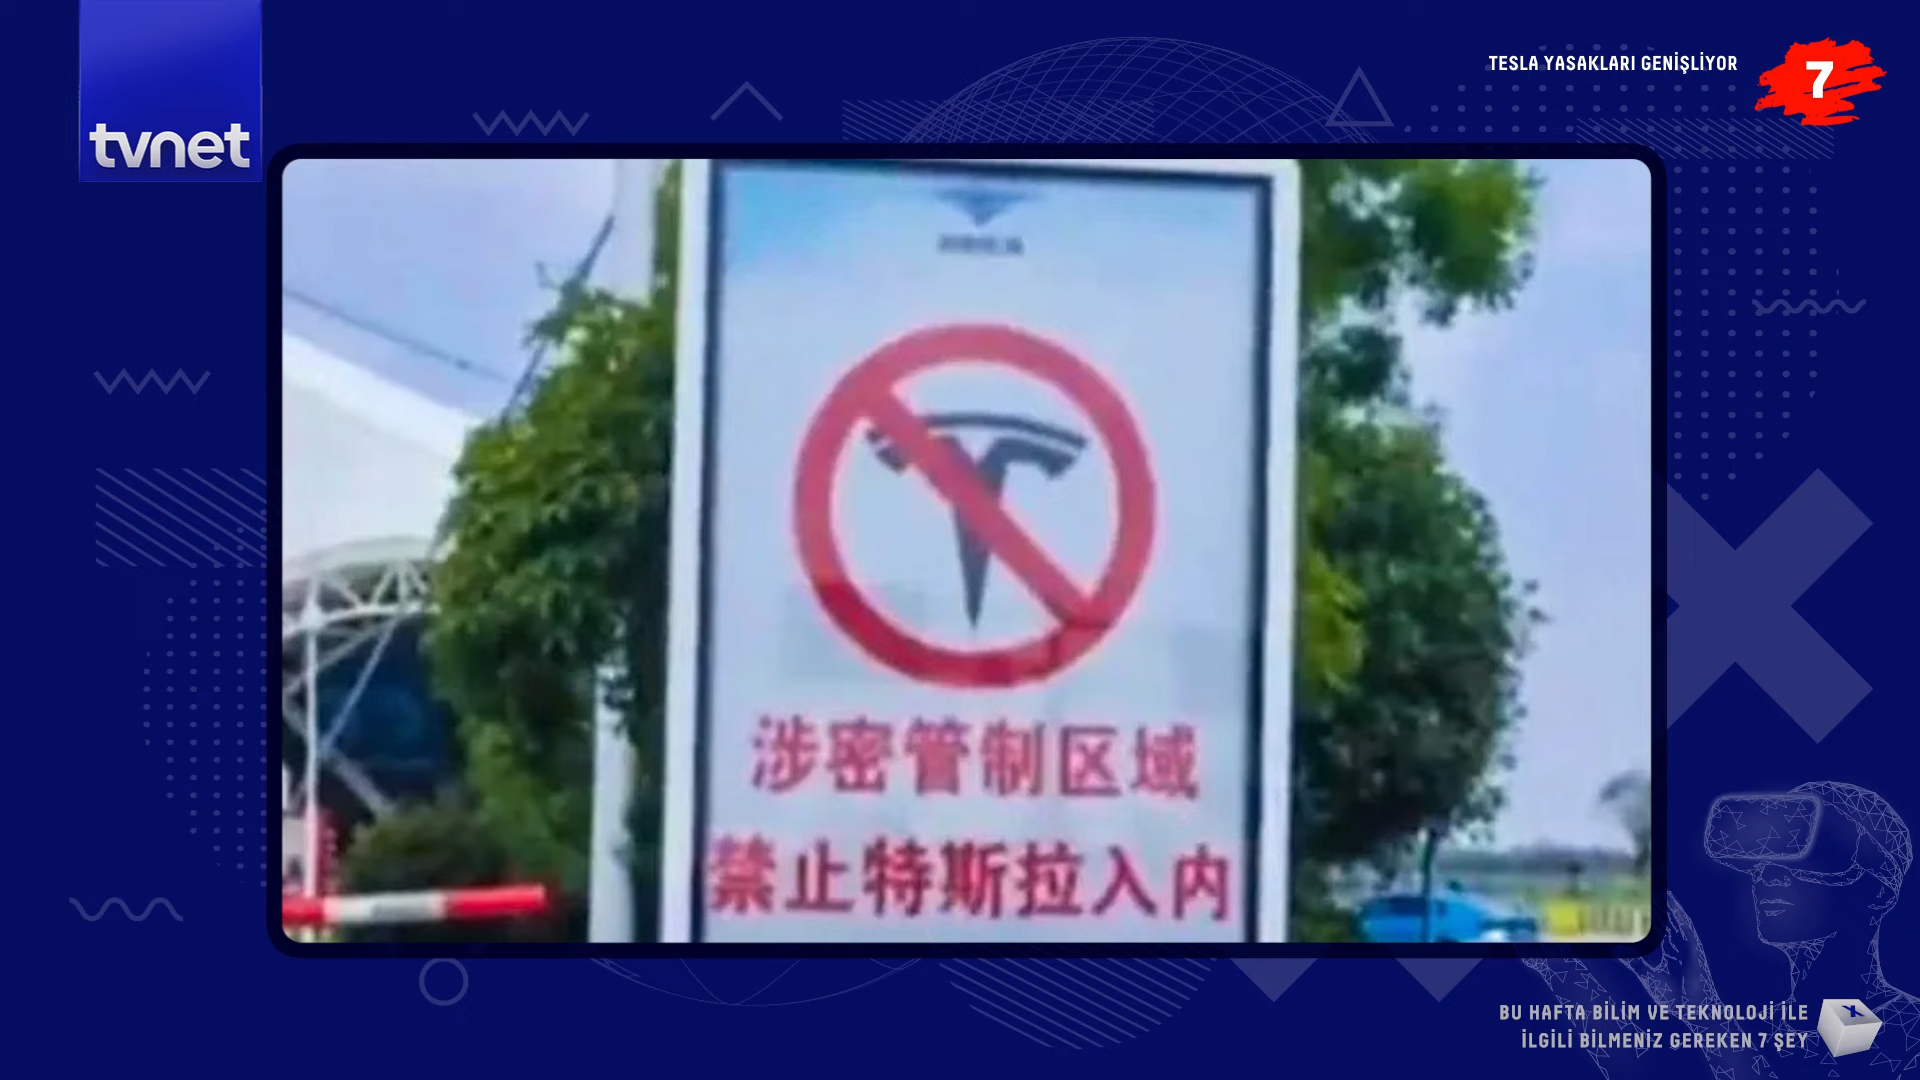 tvnet
TESLA YASAKLARI GENİŞLİYOR
7
涉密管制区域
禁止特斯拉入内
BU HAFTA BİLİM VE TEKNOLOJİ İLE
İLGİLİ BİLMENİZ GEREKEN 7 ŞEY